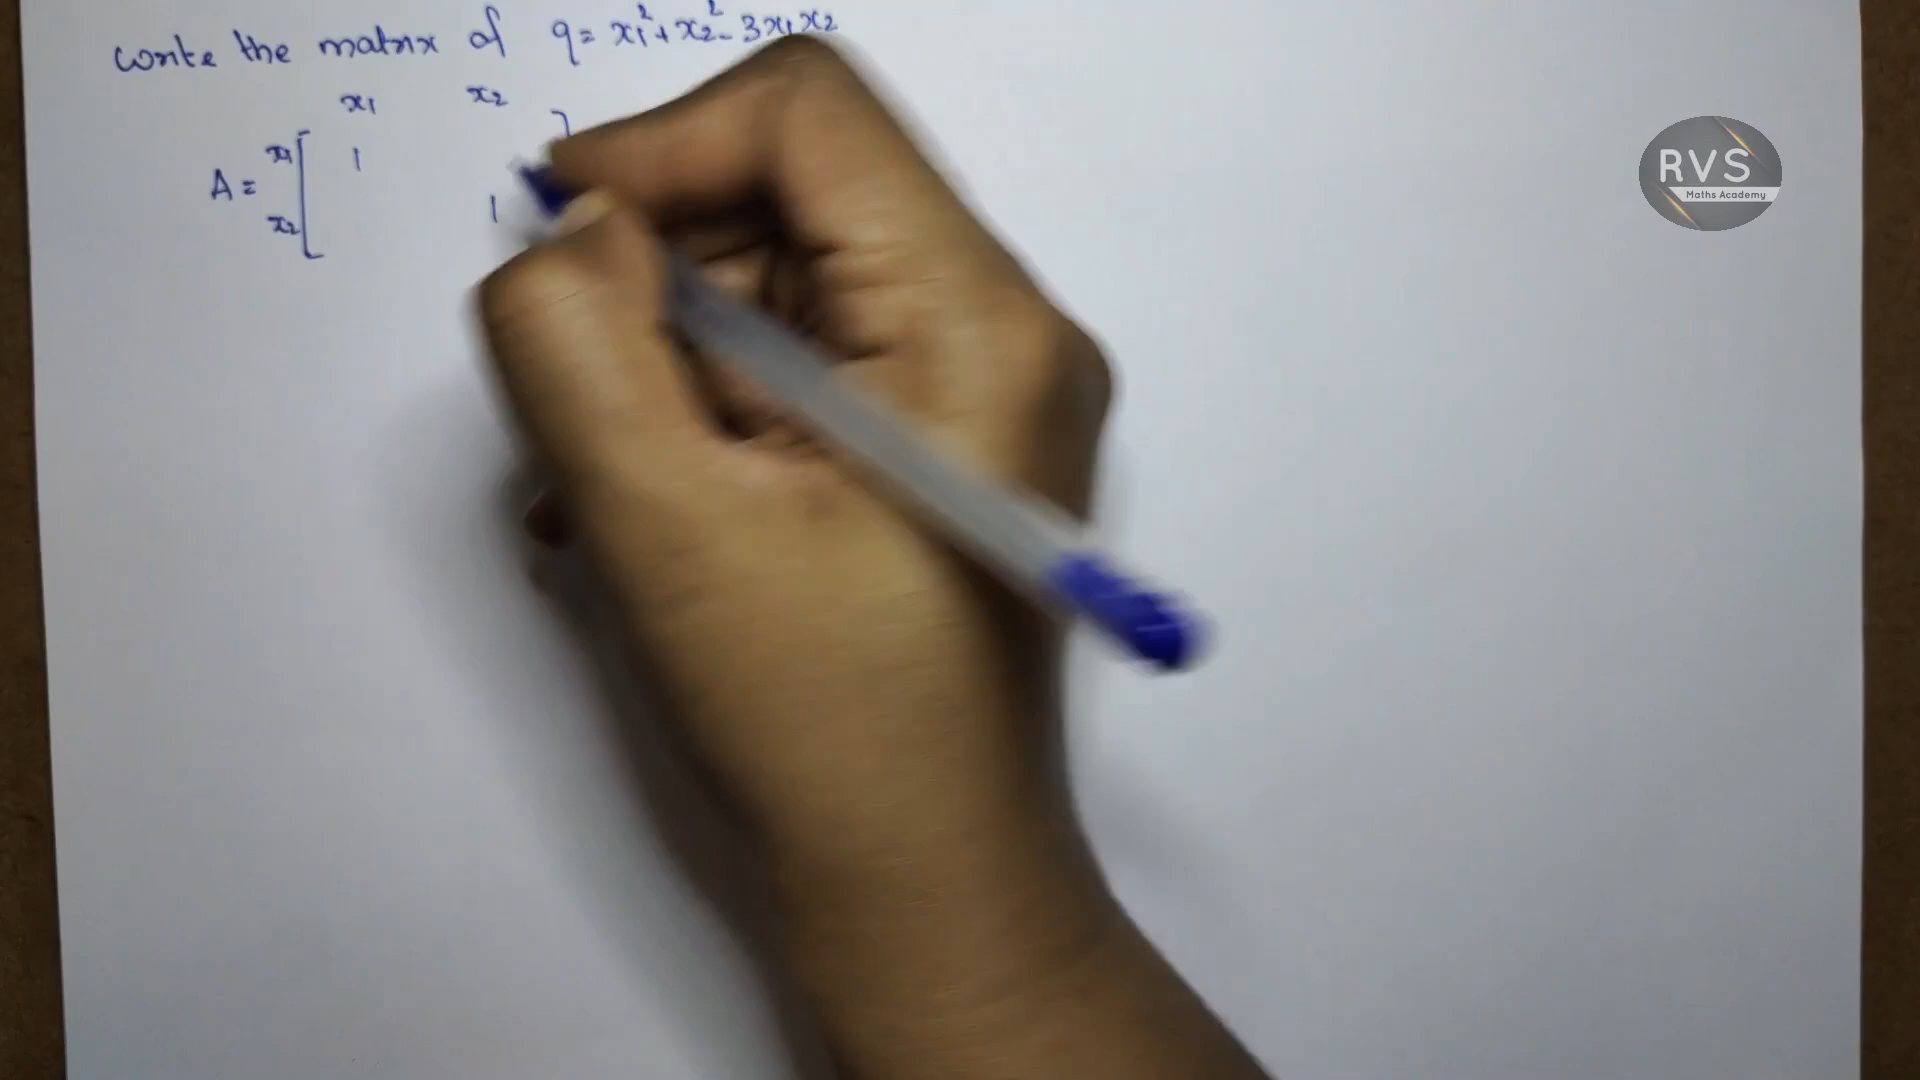 Write the matrix of q = x₁² + x₂² - 3x₁x₂
x₁ x₂
x₁ 1
A =
x₂ 1
RVS
Maths Academy